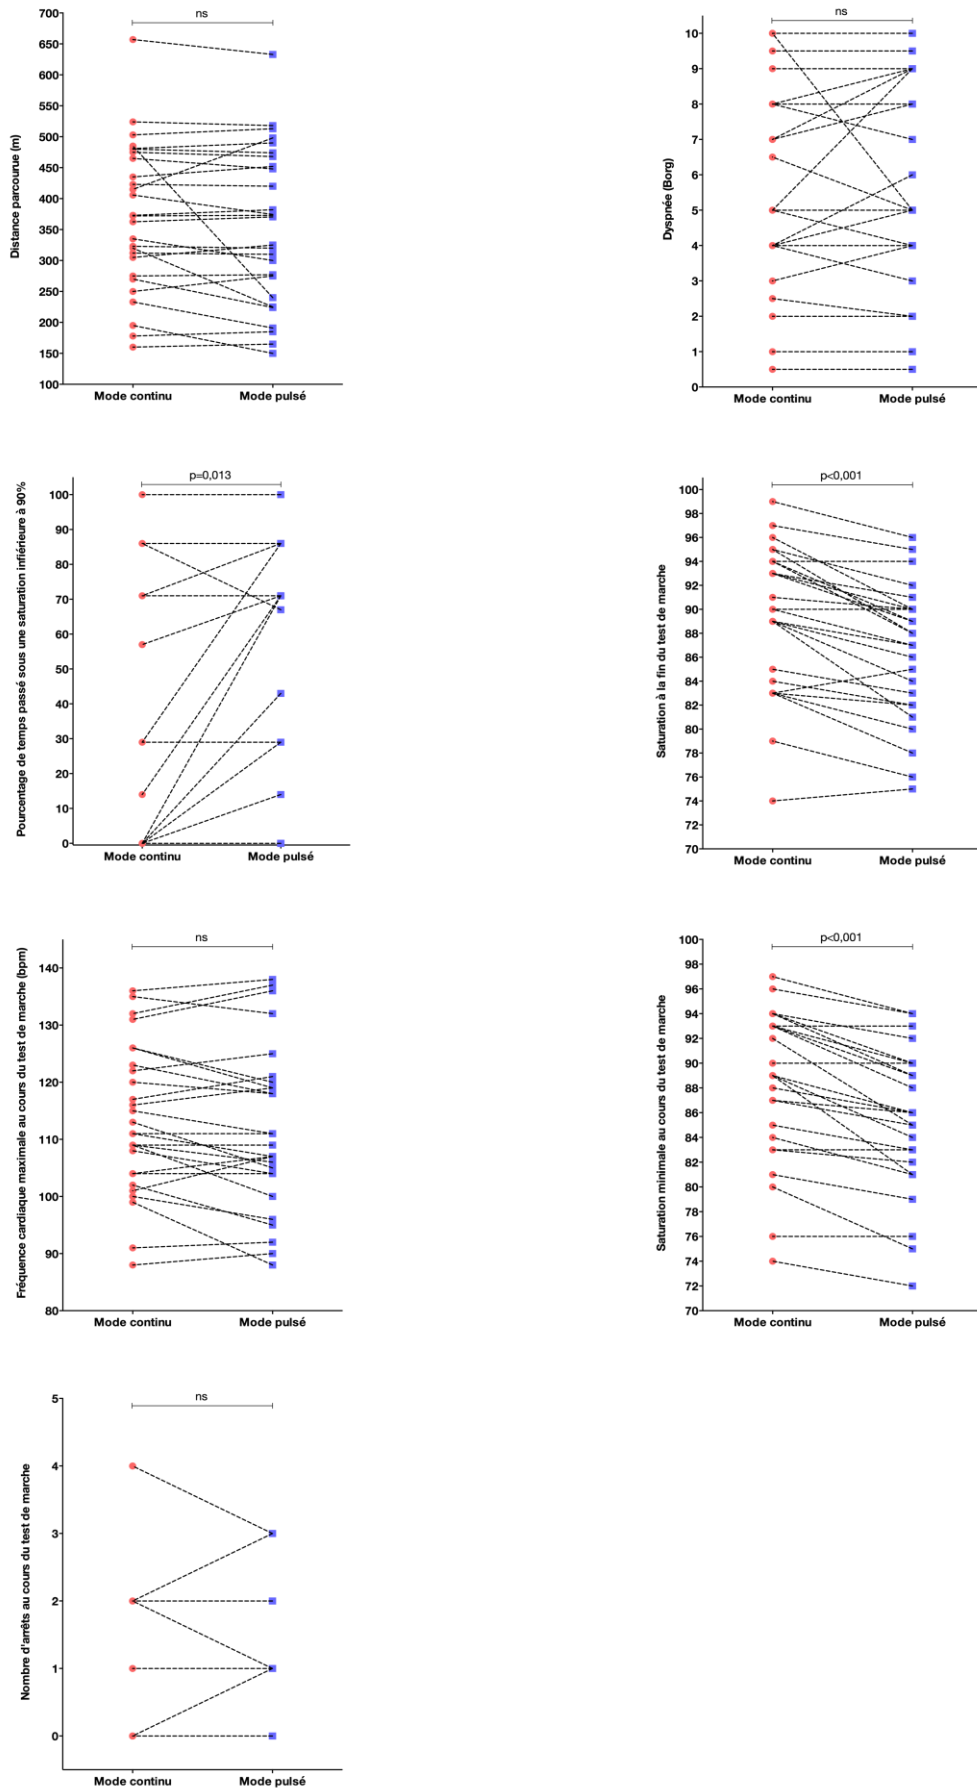 700
650
600
550
500
450
400
350
300
250
200
150
100
Distance parcourue (m)
ns
Mode continu
Mode pulsé
10
9
8
7
6
5
4
3
2
1
0
Dyspnée (Borg)
ns
Mode continu
Mode pulsé
100
90
80
70
60
50
40
30
20
10
0
Pourcentage de temps passé sous une saturation inférieure à 90%
p=0,013
Mode continu
Mode pulsé
100
98
96
94
92
90
88
86
84
82
80
78
76
74
72
70
Saturation à la fin du test de marche
p<0,001
Mode continu
Mode pulsé
140
130
120
110
100
90
80
Fréquence cardiaque maximale au cours du test de marche (bpm)
ns
Mode continu
Mode pulsé
100
98
96
94
92
90
88
86
84
82
80
78
76
74
72
70
Saturation minimale au cours du test de marche
p<0,001
Mode continu
Mode pulsé
5
4
3
2
1
0
Nombre d'arrêts au cours du test de marche
ns
Mode continu
Mode pulsé